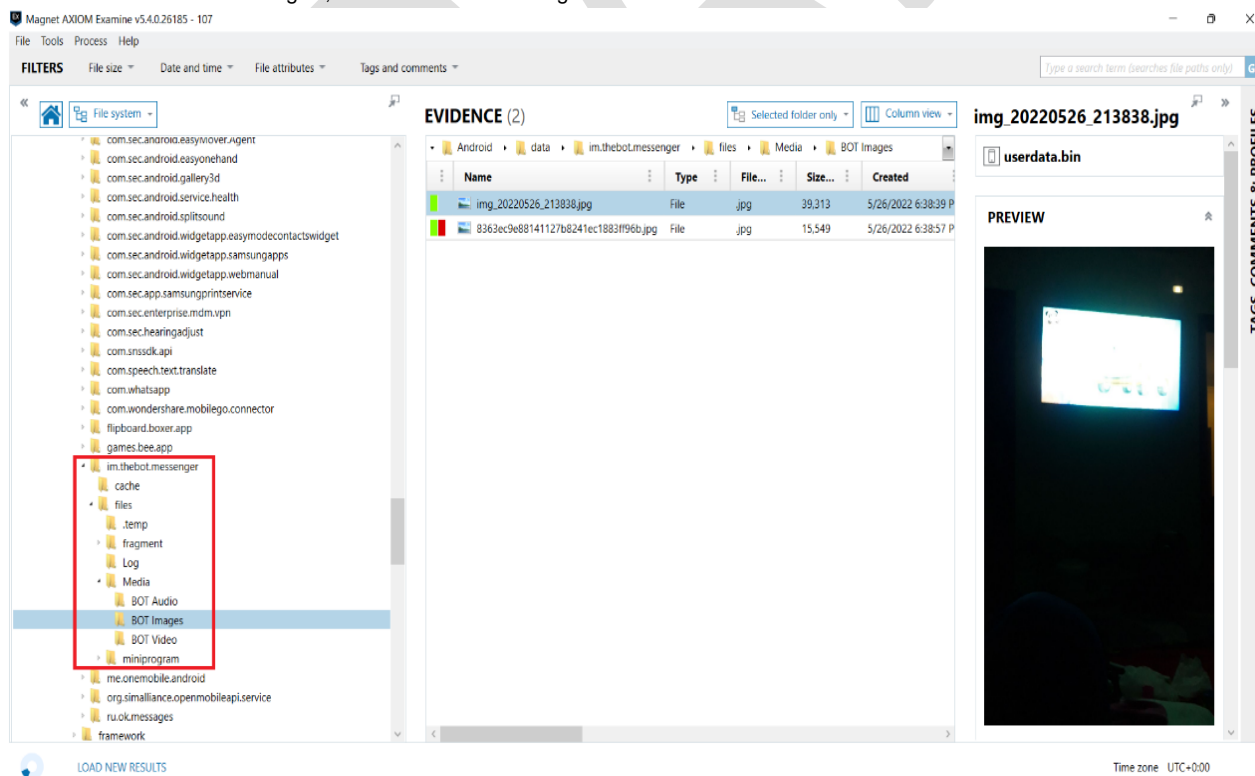 Magnet AXIOM Examine v5.4.0.26185 - 107
File Tools Process Help
FILTERS File size Date and time File attributes Tags and comments
Type a search term (searches file paths only)
File system
com.sec.android.easyMover.Agent
com.sec.android.easyonehand
com.sec.android.gallery3d
com.sec.android.service.health
com.sec.android.splitsound
com.sec.android.widgetapp.easymodecontactswidget
com.sec.android.widgetapp.samsungapps
com.sec.android.widgetapp.webmanual
com.sec.app.samsungprintservice
com.sec.enterprise.mdm.vpn
com.sec.hearingadjust
com.snssdk.api
com.speech.text.translate
com.whatsapp
com.wondershare.mobilego.connector
flipboard.boxer.app
games.bee.app
im.thebot.messenger
cache
files
.temp
fragment
Log
Media
BOT Audio
BOT Images
BOT Video
miniprogram
me.onemobile.android
org.simalliance.openmobileapi.service
ru.ok.messages
framework
LOAD NEW RESULTS
EVIDENCE (2)
Selected folder only
Column view
Android data im.thebot.messenger files Media BOT Images
Name Type File... Size... Created
img_20220526_213838.jpg File .jpg 39,313 5/26/2022 6:38:39 P
8363ec9e88141127b8241ec1883ff96b.jpg File .jpg 15,549 5/26/2022 6:38:57 P
img_20220526_213838.jpg
userdata.bin
PREVIEW
TAGS, COMMENTS & PROFILES
Time zone UTC+0:00